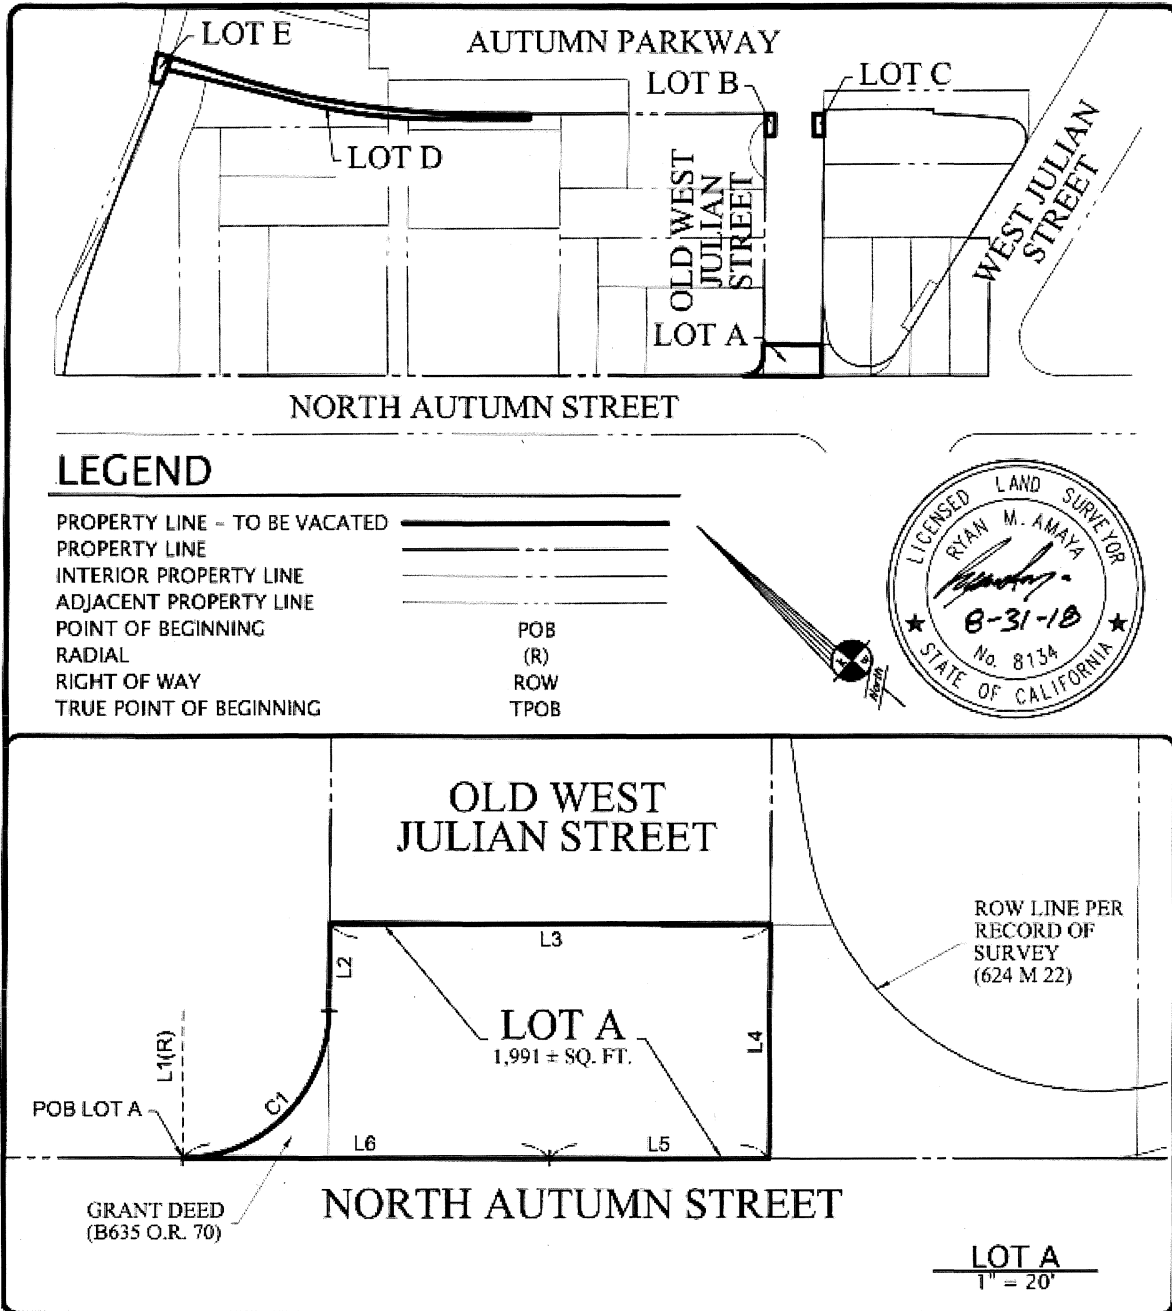 LOT E
AUTUMN PARKWAY
LOT B
LOT C
LOT D
OLD WEST
JULIAN
STREET
WEST JULIAN
STREET
LOT A
NORTH AUTUMN STREET
LEGEND
PROPERTY LINE - TO BE VACATED
PROPERTY LINE
INTERIOR PROPERTY LINE
ADJACENT PROPERTY LINE
POINT OF BEGINNING POB
RADIAL (R)
RIGHT OF WAY ROW
TRUE POINT OF BEGINNING TPOB
North
LICENSED LAND SURVEYOR
RYAN M. AMAYA
8-31-18
No. 8134
STATE OF CALIFORNIA
OLD WEST
JULIAN STREET
ROW LINE PER
RECORD OF
SURVEY
(624 M 22)
L3
L2
LOT A
1,991 ± SQ. FT.
L4
L1(R)
POB LOT A
C1
L6
L5
GRANT DEED
(B635 O.R. 70)
NORTH AUTUMN STREET
LOT A
1" = 20'